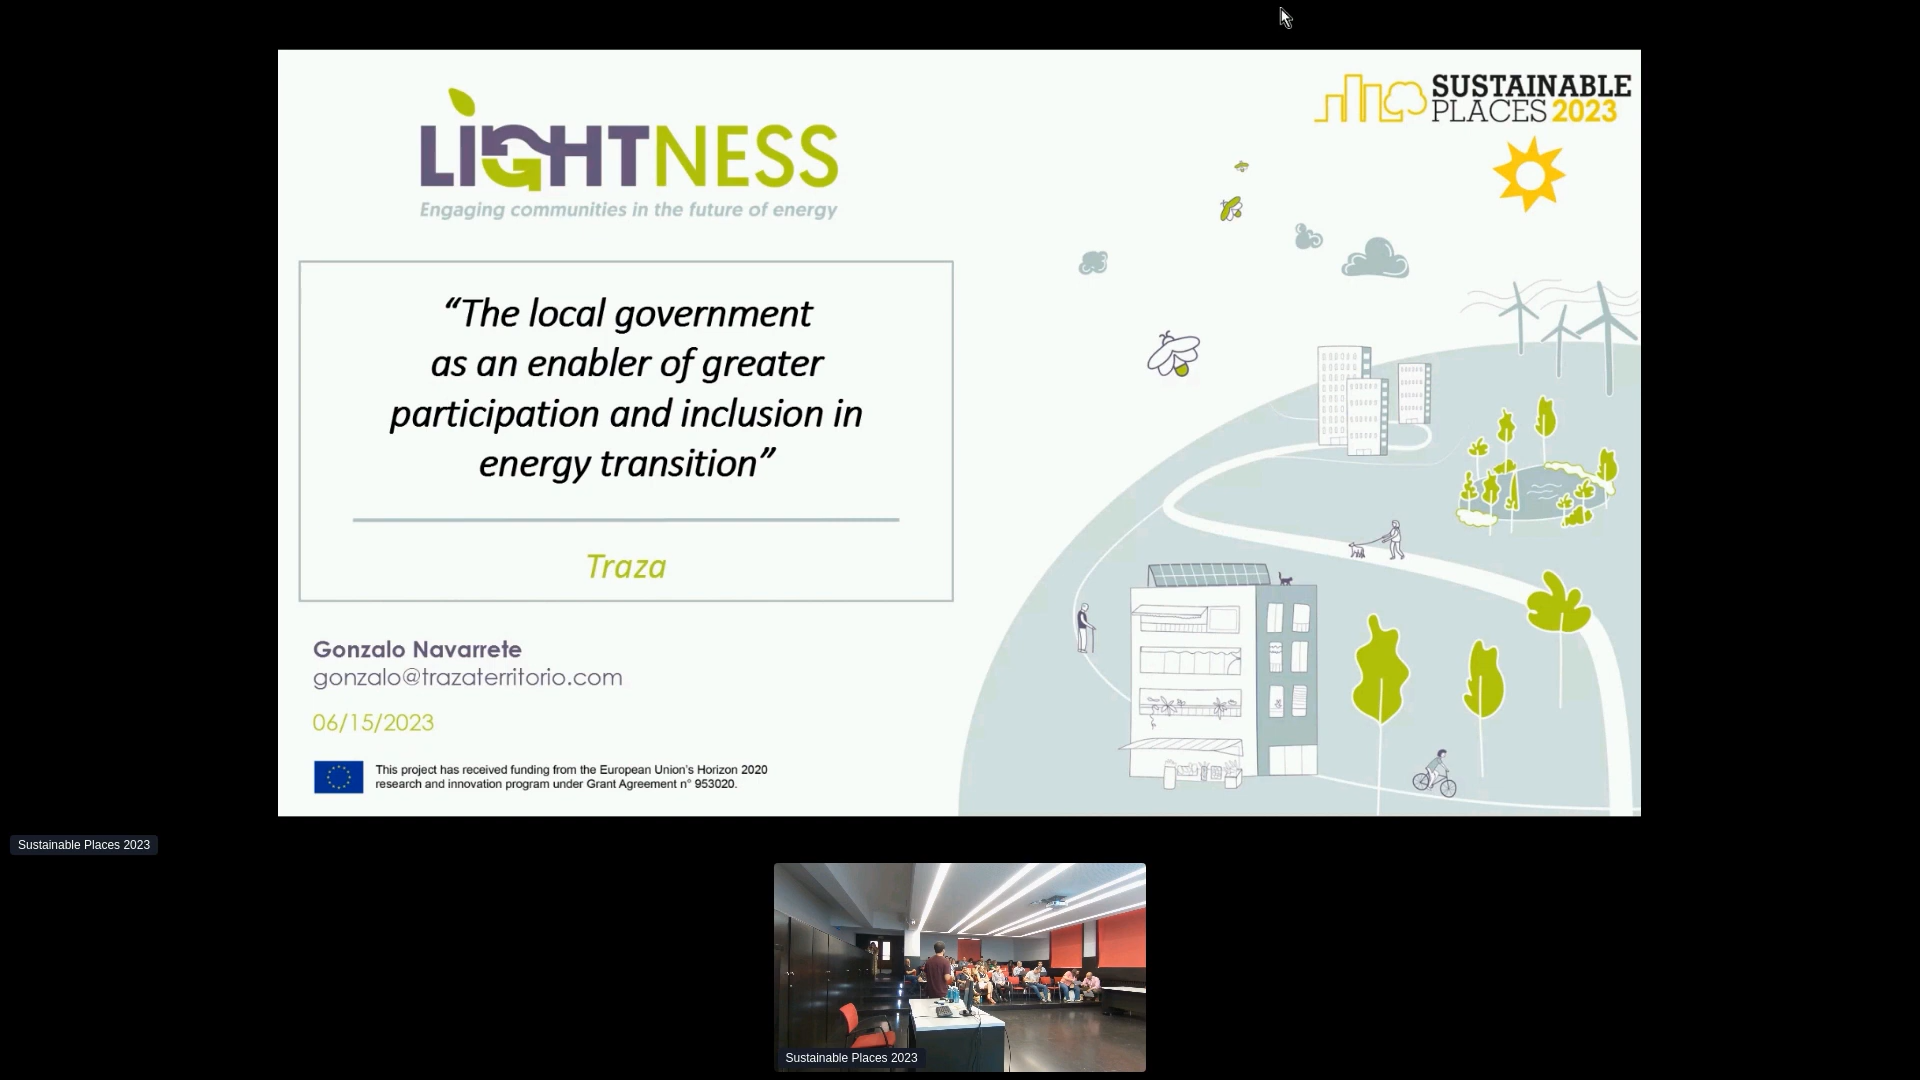 LIGHTNESS
Engaging communities in the future of energy
SUSTAINABLE
PLACES 2023
“The local government
as an enabler of greater
participation and inclusion in
energy transition”
Traza
Gonzalo Navarrete
gonzalo@trazaterritorio.com
06/15/2023
This project has received funding from the European Union's Horizon 2020
research and innovation program under Grant Agreement n° 953020.
Sustainable Places 2023
Sustainable Places 2023